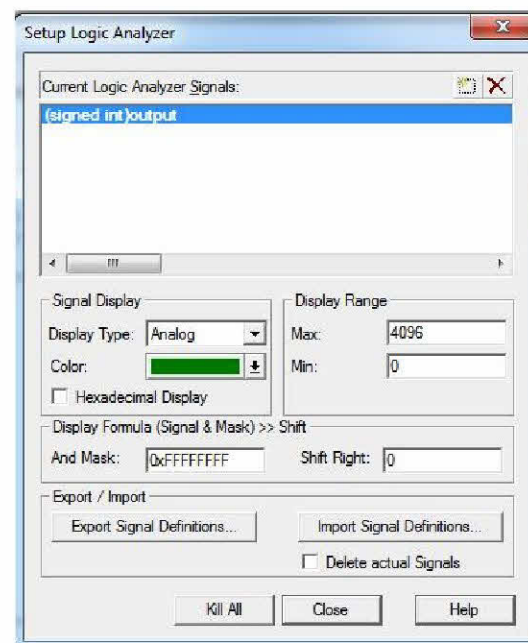 Setup Logic Analyzer
Current Logic Analyzer Signals:
(signed int)output
Signal Display
Display Type: Analog
Color:
Hexadecimal Display
Display Range
Max: 4096
Min: 0
Display Formula (Signal & Mask) >> Shift
And Mask: 0xFFFFFFFF Shift Right: 0
Export / Import
Export Signal Definitions... Import Signal Definitions...
Delete actual Signals
Kill All Close Help